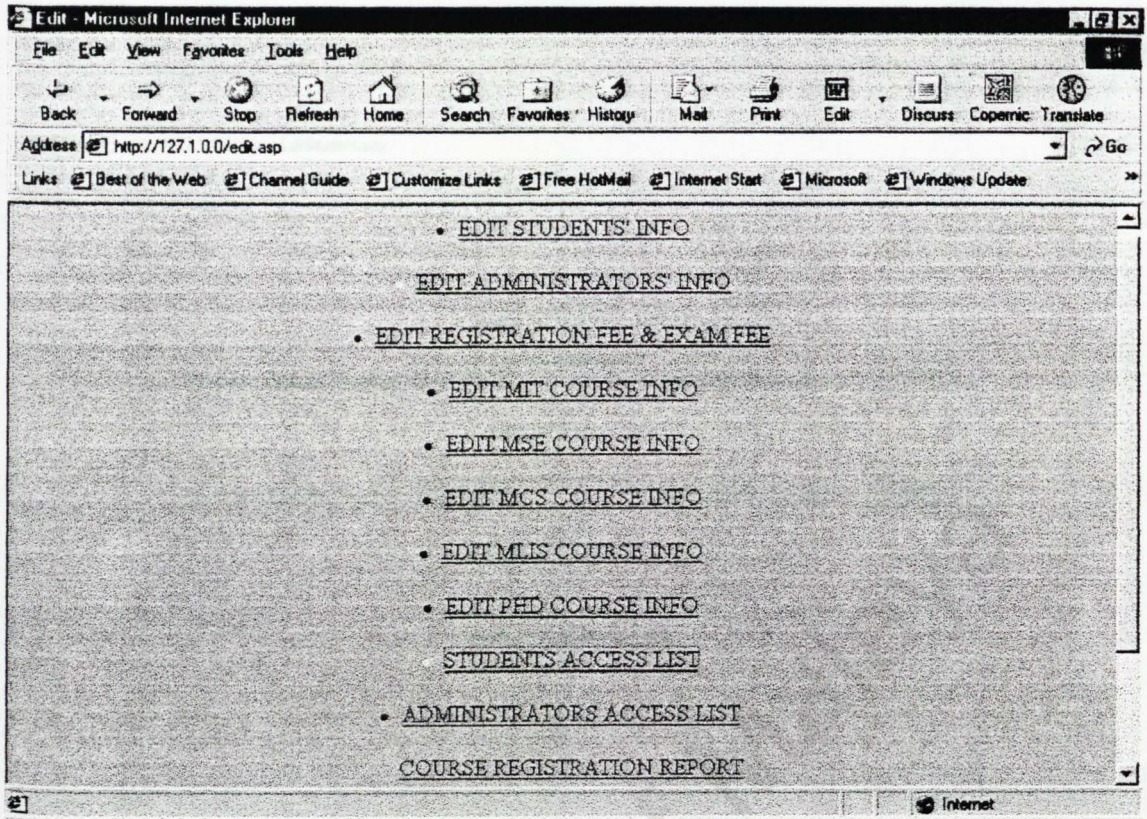 Edit - Microsoft Internet Explorer
File Edit View Favorites Tools Help
Back Forward Stop Refresh Home Search Favorites History Mail Print Edit Discuss Copernic Translate
Address http://127.1.0.0/edit.asp Go
Links Best of the Web Channel Guide Customize Links Free HotMail Internet Start Microsoft Windows Update »
• EDIT STUDENTS' INFO
EDIT ADMINISTRATORS' INFO
• EDIT REGISTRATION FEE & EXAM FEE
• EDIT MIT COURSE INFO
• EDIT MSE COURSE INFO
• EDIT MCS COURSE INFO
• EDIT MLIS COURSE INFO
• EDIT PHD COURSE INFO
STUDENTS ACCESS LIST
• ADMINISTRATORS ACCESS LIST
COURSE REGISTRATION REPORT
Internet